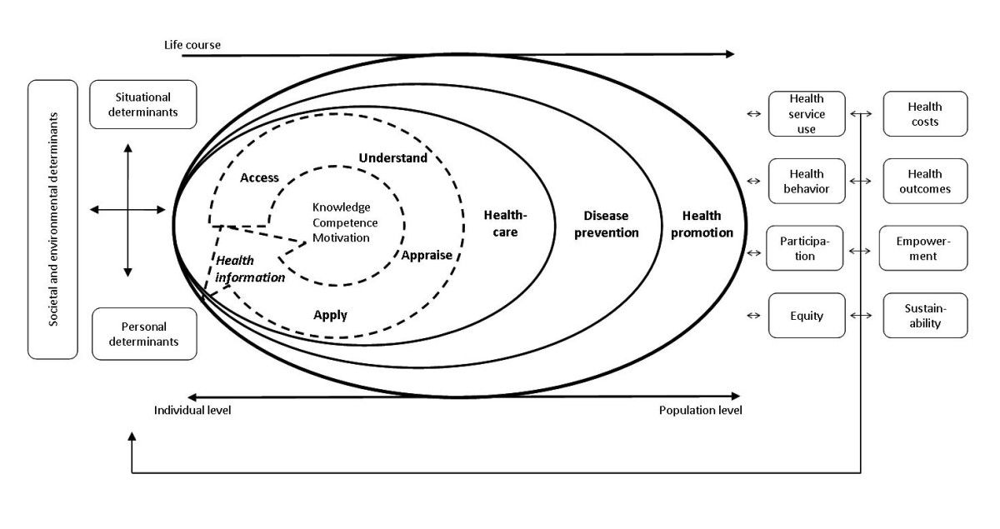 Life course
Societal and environmental determinants
Situational
determinants
Personal
determinants
Access
Understand
Knowledge
Competence
Motivation
Health
information
Appraise
Apply
Health-
care
Disease
prevention
Health
promotion
Health
service
use
Health
costs
Health
behavior
Health
outcomes
Participa-
tion
Empower-
ment
Equity
Sustain-
ability
Individual level
Population level